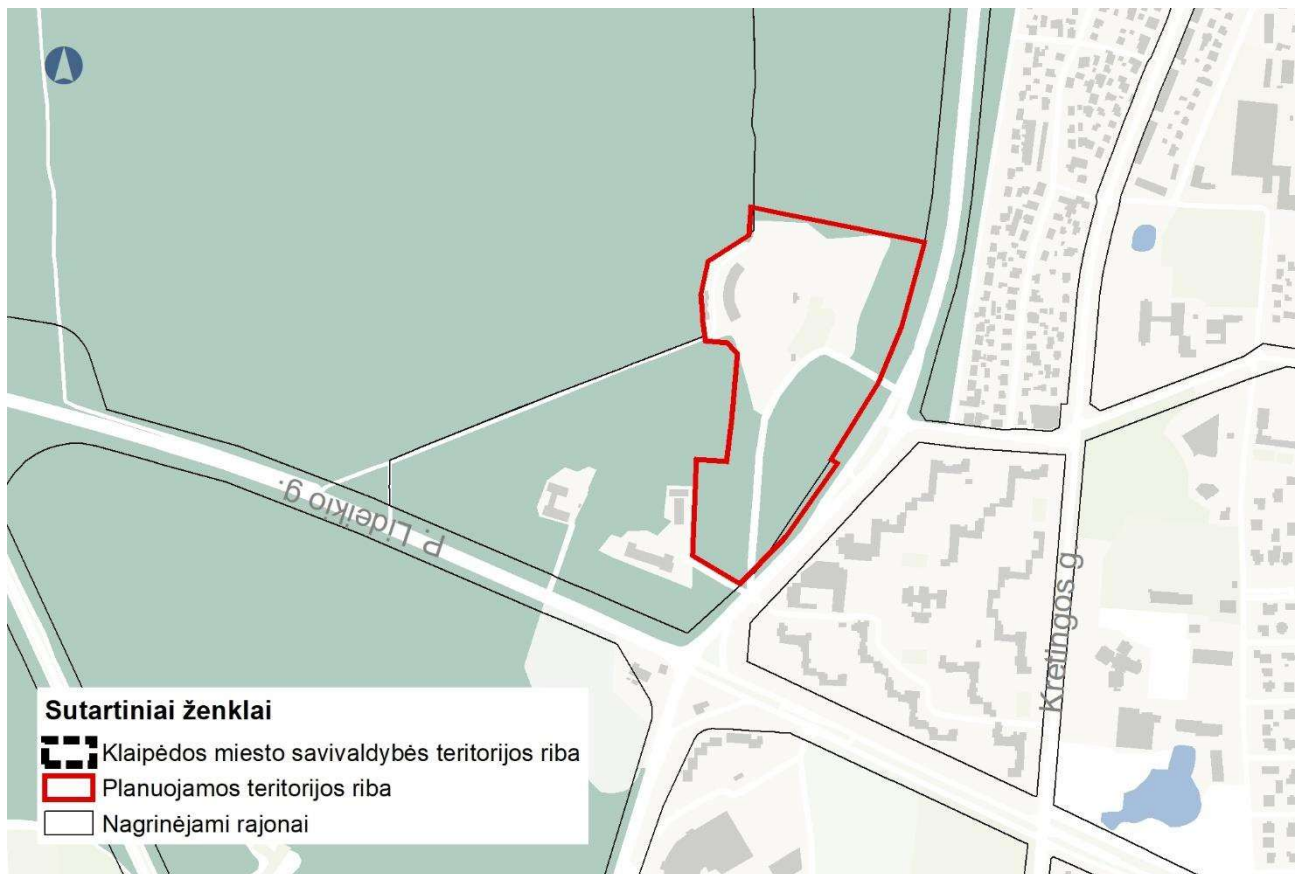 P. Lideikio g.
Kretingos g
Sutartiniai ženklai
Klaipėdos miesto savivaldybės teritorijos riba
Planuojamos teritorijos riba
Nagrinėjami rajonai